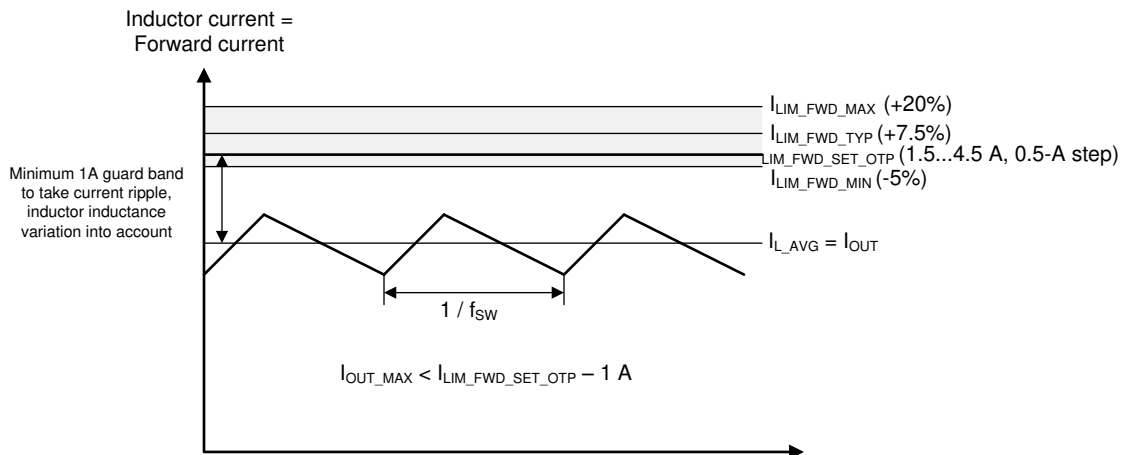 Inductor current =
Forward current
I_LIM_FWD_MAX (+20%)
I_LIM_FWD_TYP (+7.5%)
LIM_FWD_SET_OTP (1.5...4.5 A, 0.5-A step)
I_LIM_FWD_MIN (-5%)
Minimum 1A guard band
to take current ripple,
inductor inductance
variation into account
I_L_AVG = I_OUT
1 / f_SW
I_OUT_MAX < I_LIM_FWD_SET_OTP – 1 A